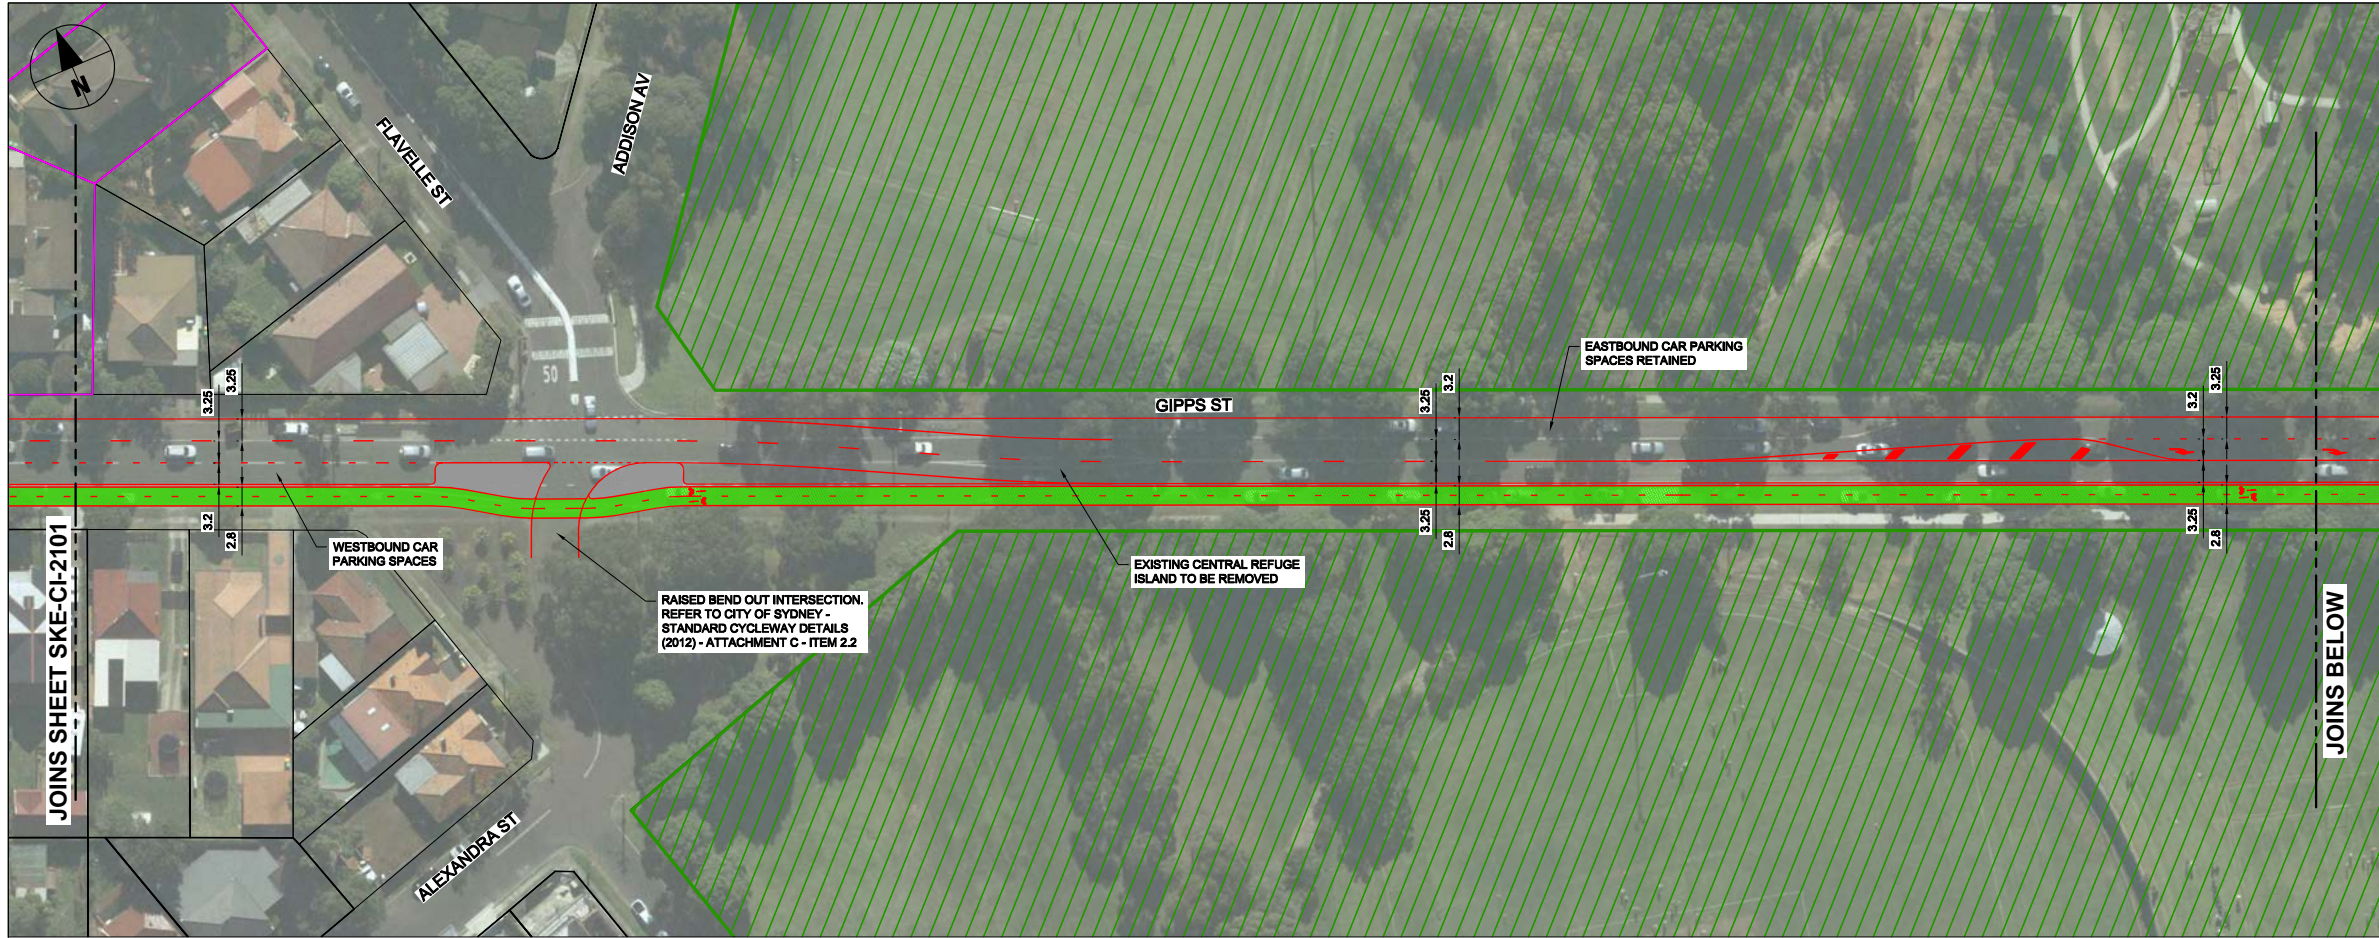 N
FLAVELLE ST
ADDISON AV
50
3.25
3.25
3.2
2.8
GIPPS ST
EASTBOUND CAR PARKING
SPACES RETAINED
3.25
3.2
3.25
2.8
3.2
3.25
3.25
2.8
WESTBOUND CAR
PARKING SPACES
EXISTING CENTRAL REFUGE
ISLAND TO BE REMOVED
RAISED BEND OUT INTERSECTION.
REFER TO CITY OF SYDNEY -
STANDARD CYCLEWAY DETAILS
(2012) - ATTACHMENT C - ITEM 2.2
JOINS SHEET SKE-CI-2101
JOINS BELOW
ALEXANDRA ST